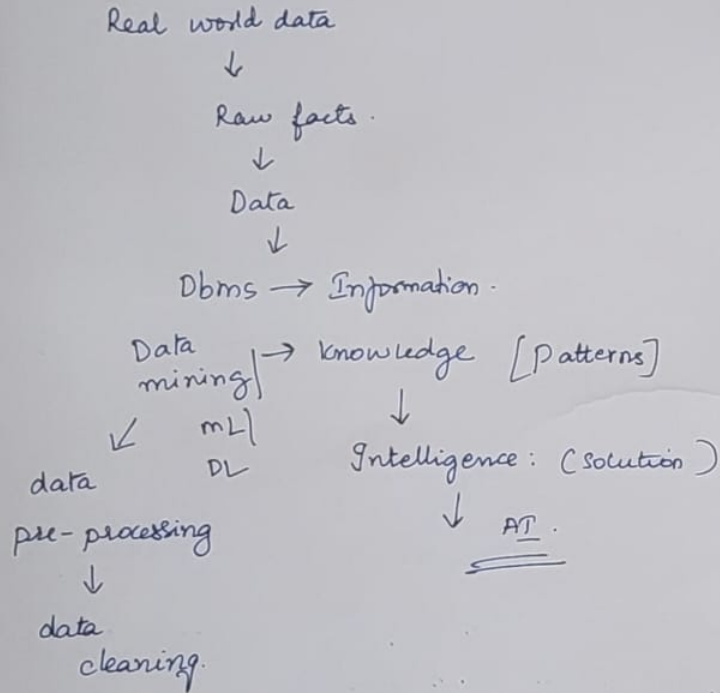 Real world data
↓
Raw facts.
↓
Data
↓
Dbms → Information.
Data
mining/ → knowledge [Patterns]
↙ mL/ ↓
DL Intelligence: (solution)
data
pre-processing ↓ AI.
↓
data
cleaning.